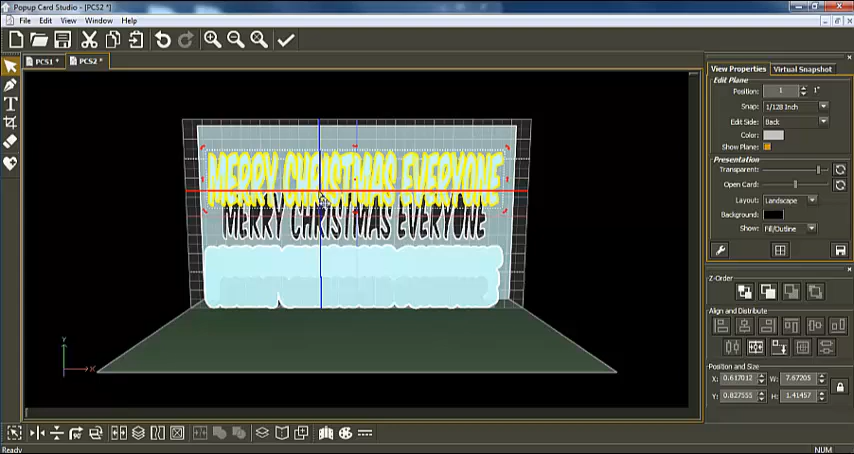 Popup Card Studio - [PCS2 *]
File Edit View Window Help
PCS1 * PCS2 *
View Properties Virtual Snapshot
Edit Plane
Position: 1 1"
Snap: 1/128 Inch
Edit Side: Back
Color:
Show Plane:
Presentation
Transparent:
Open Card:
Layout: Landscape
Background:
Show: Fill/Outline
MERRY CHRISTMAS EVERYONE
MERRY CHRISTMAS EVERYONE
Z-Order
Align and Distribute
Position and Size
X: 0.617012 W: 7.67205
Y: 0.827555 H: 1.41457
y
x
Ready NUM